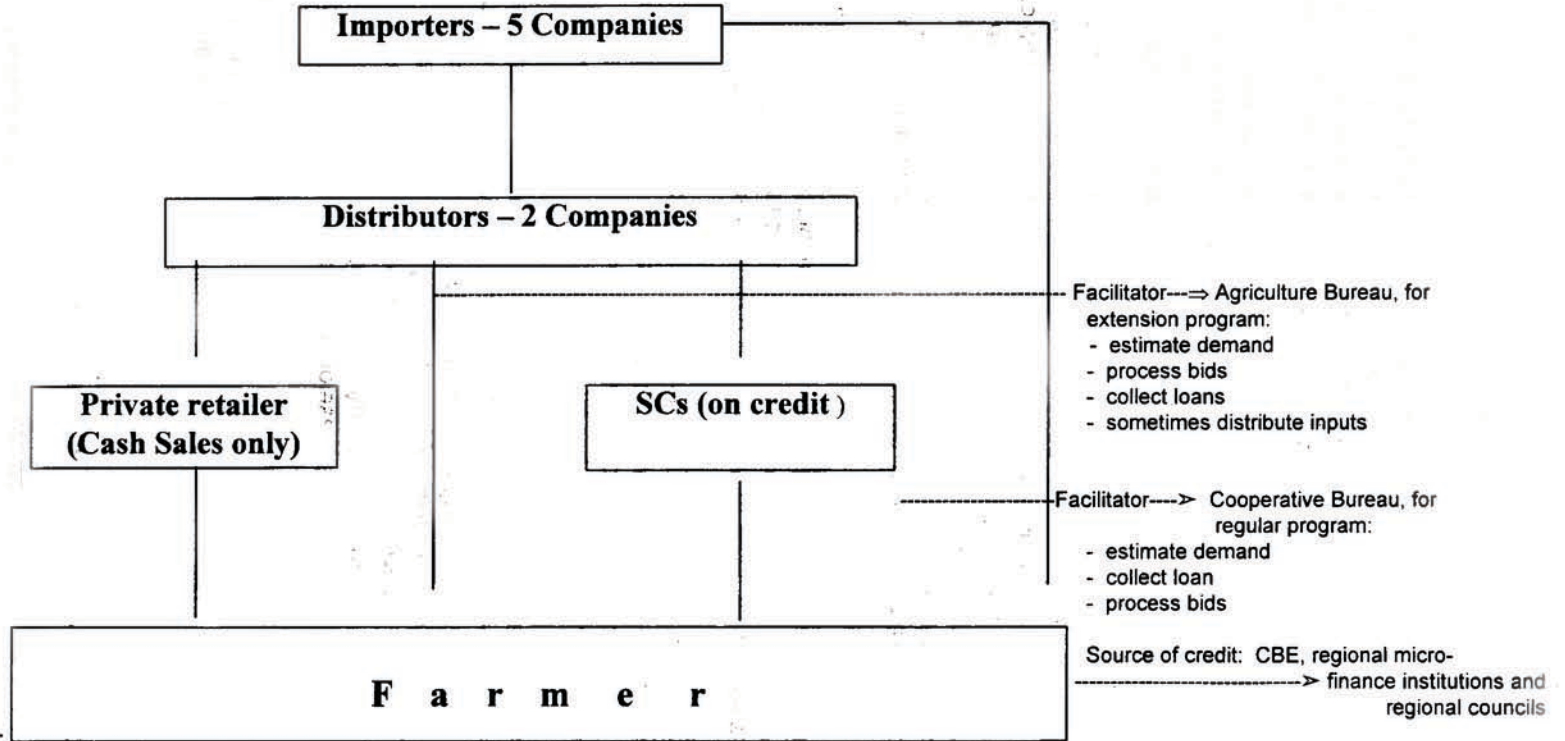 Importers – 5 Companies
Distributors – 2 Companies
Facilitator---⇒ Agriculture Bureau, for
extension program:
- estimate demand
- process bids
- collect loans
- sometimes distribute inputs
Private retailer
(Cash Sales only)
SCs (on credit )
Facilitator----> Cooperative Bureau, for
regular program:
- estimate demand
- collect loan
- process bids
Source of credit: CBE, regional micro-
finance institutions and
regional councils
F a r m e r